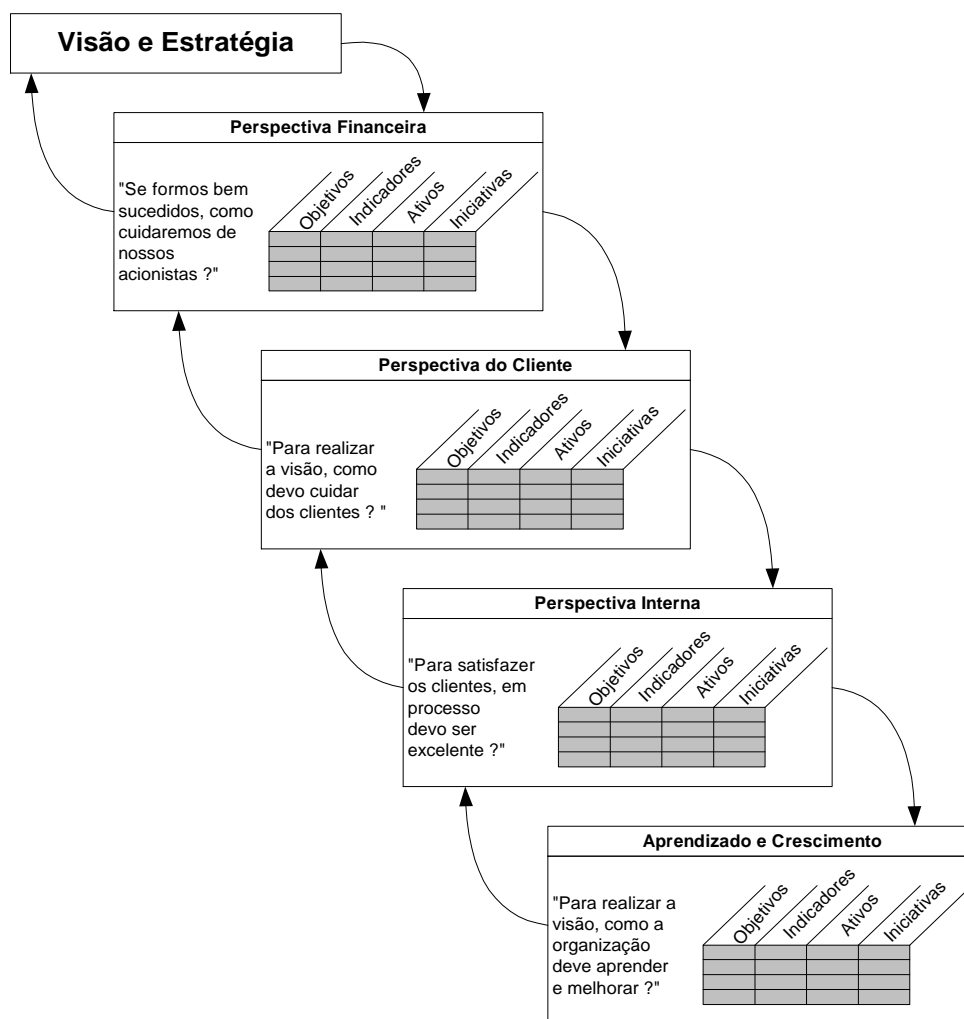 Visão e Estratégia
Perspectiva Financeira
"Se formos bem
sucedidos, como
cuidaremos de
nossos
acionistas ?"
Objetivos
Indicadores
Ativos
Iniciativas
Perspectiva do Cliente
"Para realizar
a visão, como
devo cuidar
dos clientes ? "
Objetivos
Indicadores
Ativos
Iniciativas
Perspectiva Interna
"Para satisfazer
os clientes, em
processo
devo ser
excelente ?"
Objetivos
Indicadores
Ativos
Iniciativas
Aprendizado e Crescimento
"Para realizar a
visão, como a
organização
deve aprender
e melhorar ?"
Objetivos
Indicadores
Ativos
Iniciativas